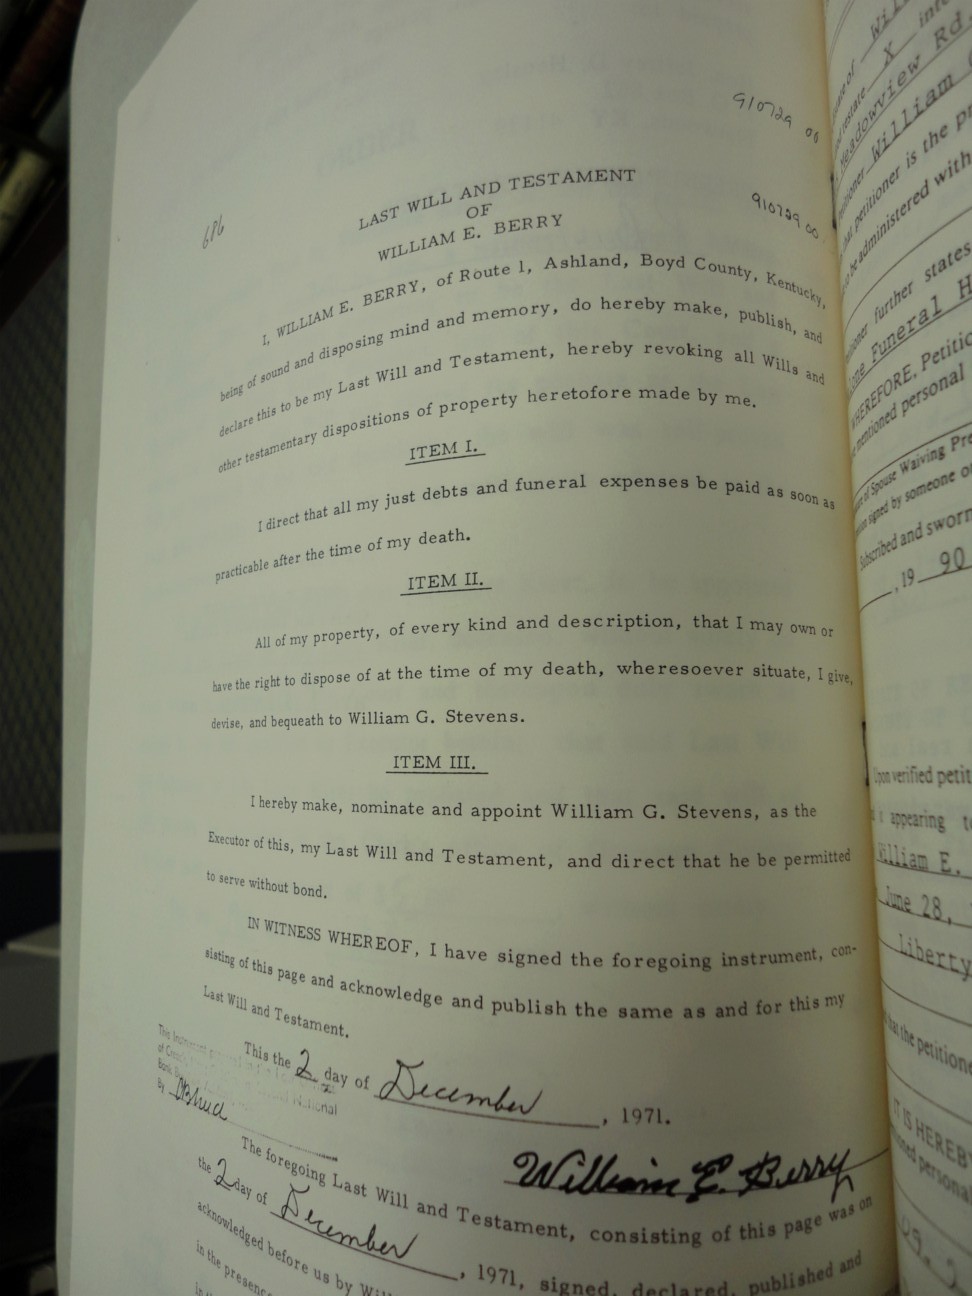 910729 00
686
910729 00
LAST WILL AND TESTAMENT
OF
WILLIAM E. BERRY
I, WILLIAM E. BERRY, of Route 1, Ashland, Boyd County, Kentucky,
being of sound and disposing mind and memory, do hereby make, publish, and
declare this to be my Last Will and Testament, hereby revoking all Wills and
other testamentary dispositions of property heretofore made by me.
ITEM I.
I direct that all my just debts and funeral expenses be paid as soon as
practicable after the time of my death.
ITEM II.
All of my property, of every kind and description, that I may own or
have the right to dispose of at the time of my death, wheresoever situate, I give,
devise, and bequeath to William G. Stevens.
ITEM III.
I hereby make, nominate and appoint William G. Stevens, as the
Executor of this, my Last Will and Testament, and direct that he be permitted
to serve without bond.
IN WITNESS WHEREOF, I have signed the foregoing instrument, con-
sisting of this page and acknowledge and publish the same as and for this my
Last Will and Testament.
This the 2 day of December, 1971.
This Instrument
National
By
William E. Berry
The foregoing Last Will and Testament, consisting of this page was on
the 2 day of December, 1971, signed, declared, published and
acknowledged before us by
in the presence
X
Meadowview Rd.
William
petitioner is the
be administered with
further states
Funeral
WHEREFORE, Petitio
mentioned personal
of Spouse Waiving
signed by someone
Subscribed and sworn
, 19 90
Upon verified
appearing to
William E.
June 28,
Liberty
that the petitione
IT IS HEREBY